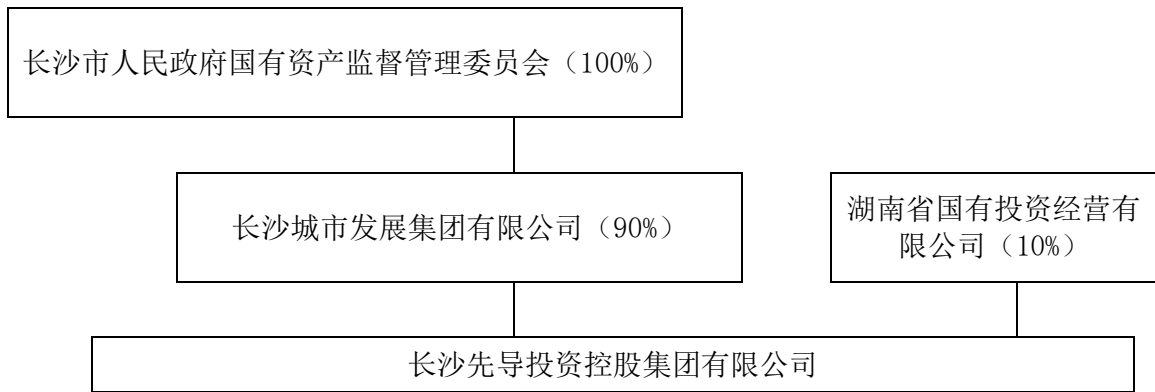 长沙市人民政府国有资产监督管理委员会（100%）
长沙城市发展集团有限公司（90%）
湖南省国有投资经营有
限公司（10%）
长沙先导投资控股集团有限公司